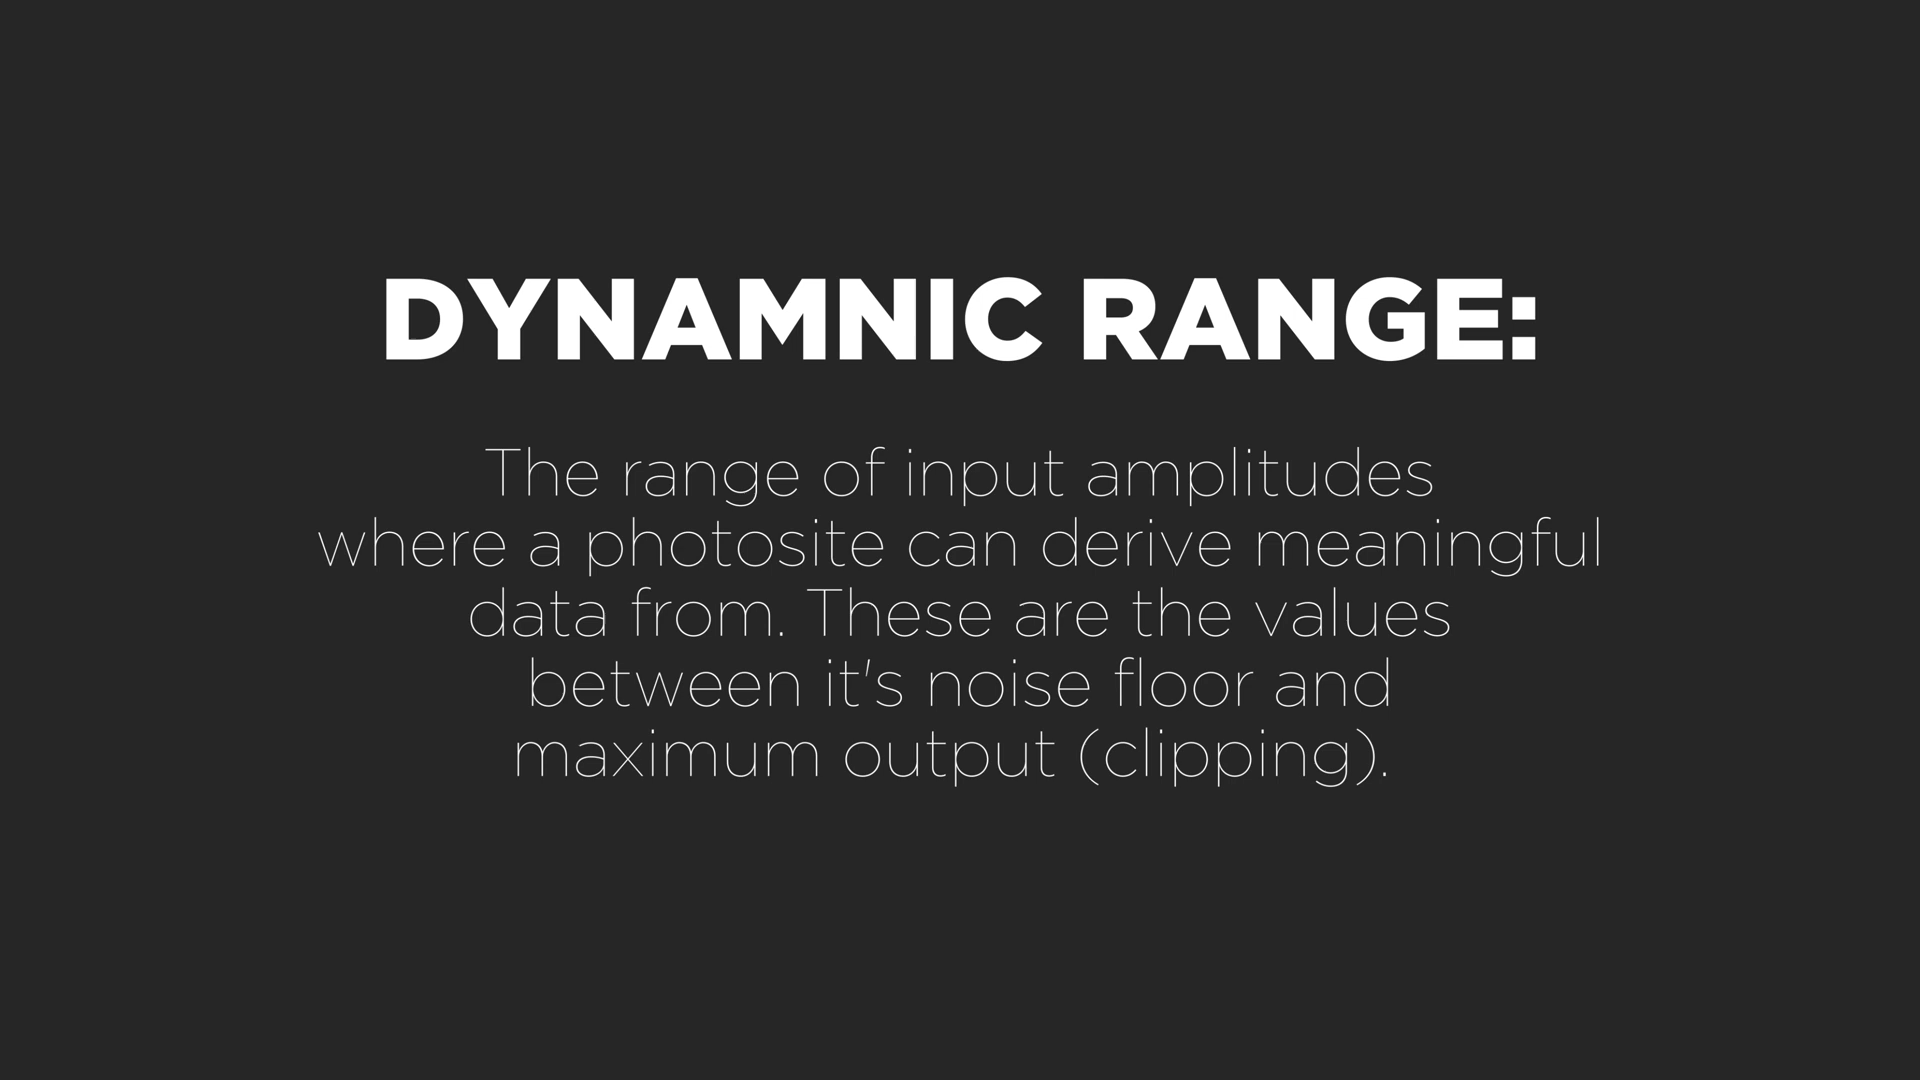 DYNAMNIC RANGE:
The range of input amplitudes
where a photosite can derive meaningful
data from. These are the values
between it's noise floor and
maximum output (clipping).